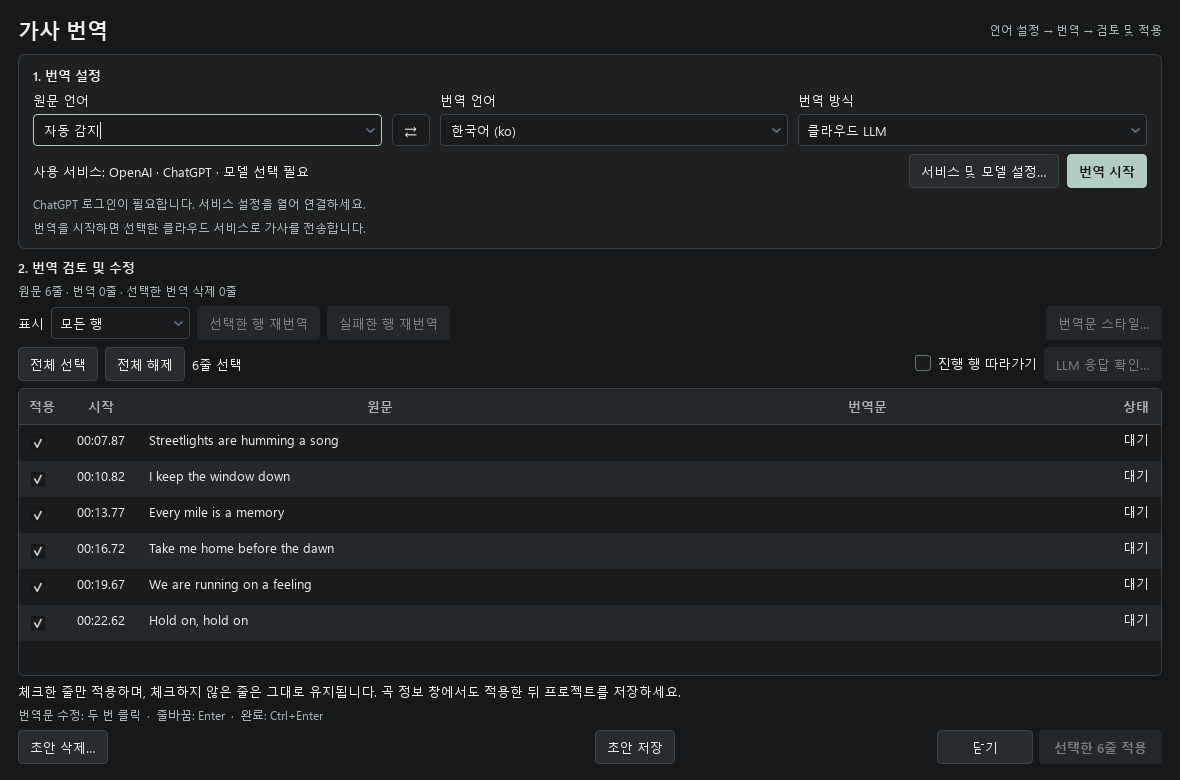 가사 번역
언어 설정 → 번역 → 검토 및 적용
1. 번역 설정
원문 언어
번역 언어
번역 방식
자동 감지
⇄
한국어 (ko)
클라우드 LLM
사용 서비스: OpenAI · ChatGPT · 모델 선택 필요
서비스 및 모델 설정...
번역 시작
ChatGPT 로그인이 필요합니다. 서비스 설정을 열어 연결하세요.
번역을 시작하면 선택한 클라우드 서비스로 가사를 전송합니다.
2. 번역 검토 및 수정
원문 6줄 · 번역 0줄 · 선택한 번역 삭제 0줄
표시
모든 행
선택한 행 재번역
실패한 행 재번역
번역문 스타일...
전체 선택
전체 해제
6줄 선택
진행 행 따라가기
LLM 응답 확인...
적용 시작 원문 번역문 상태
00:07.87 Streetlights are humming a song 대기
00:10.82 I keep the window down 대기
00:13.77 Every mile is a memory 대기
00:16.72 Take me home before the dawn 대기
00:19.67 We are running on a feeling 대기
00:22.62 Hold on, hold on 대기
체크한 줄만 적용하며, 체크하지 않은 줄은 그대로 유지됩니다. 곡 정보 창에서도 적용한 뒤 프로젝트를 저장하세요.
번역문 수정: 두 번 클릭 · 줄바꿈: Enter · 완료: Ctrl+Enter
초안 삭제...
초안 저장
닫기
선택한 6줄 적용